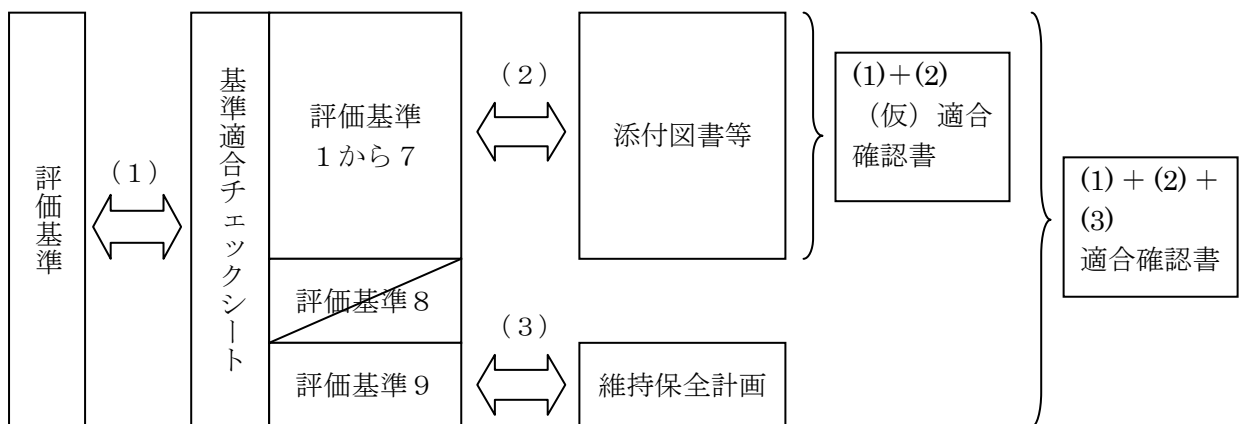 評価基準
（１）
基準適合チェックシート
評価基準
１から７
（２）
添付図書等
(1)＋(2)
（仮）適合
確認書
(1)＋(2)＋
(3)
適合確認書
評価基準８
（３）
評価基準９
維持保全計画